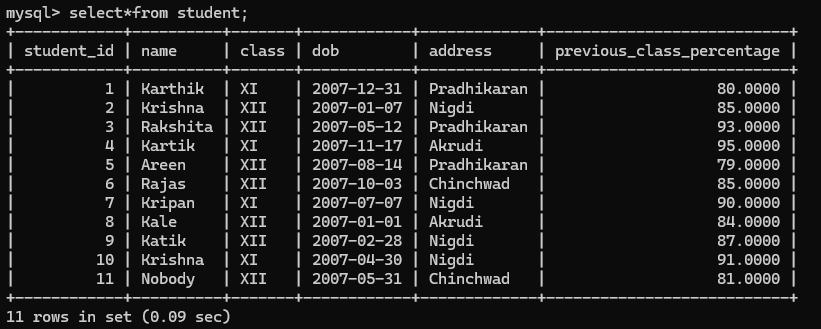 mysql> select*from student;
+------------+----------+-------+------------+-------------+---------------------------+
| student_id | name     | class | dob        | address     | previous_class_percentage |
+------------+----------+-------+------------+-------------+---------------------------+
|          1 | Karthik  | XI    | 2007-12-31 | Pradhikaran |                   80.0000 |
|          2 | Krishna  | XII   | 2007-01-07 | Nigdi       |                   85.0000 |
|          3 | Rakshita | XII   | 2007-05-12 | Pradhikaran |                   93.0000 |
|          4 | Kartik   | XI    | 2007-11-17 | Akrudi      |                   95.0000 |
|          5 | Areen    | XII   | 2007-08-14 | Pradhikaran |                   79.0000 |
|          6 | Rajas    | XII   | 2007-10-03 | Chinchwad   |                   85.0000 |
|          7 | Kripan   | XI    | 2007-07-07 | Nigdi       |                   90.0000 |
|          8 | Kale     | XII   | 2007-01-01 | Akrudi      |                   84.0000 |
|          9 | Katik    | XII   | 2007-02-28 | Nigdi       |                   87.0000 |
|         10 | Krishna  | XI    | 2007-04-30 | Nigdi       |                   91.0000 |
|         11 | Nobody   | XII   | 2007-05-31 | Chinchwad   |                   81.0000 |
+------------+----------+-------+------------+-------------+---------------------------+
11 rows in set (0.09 sec)